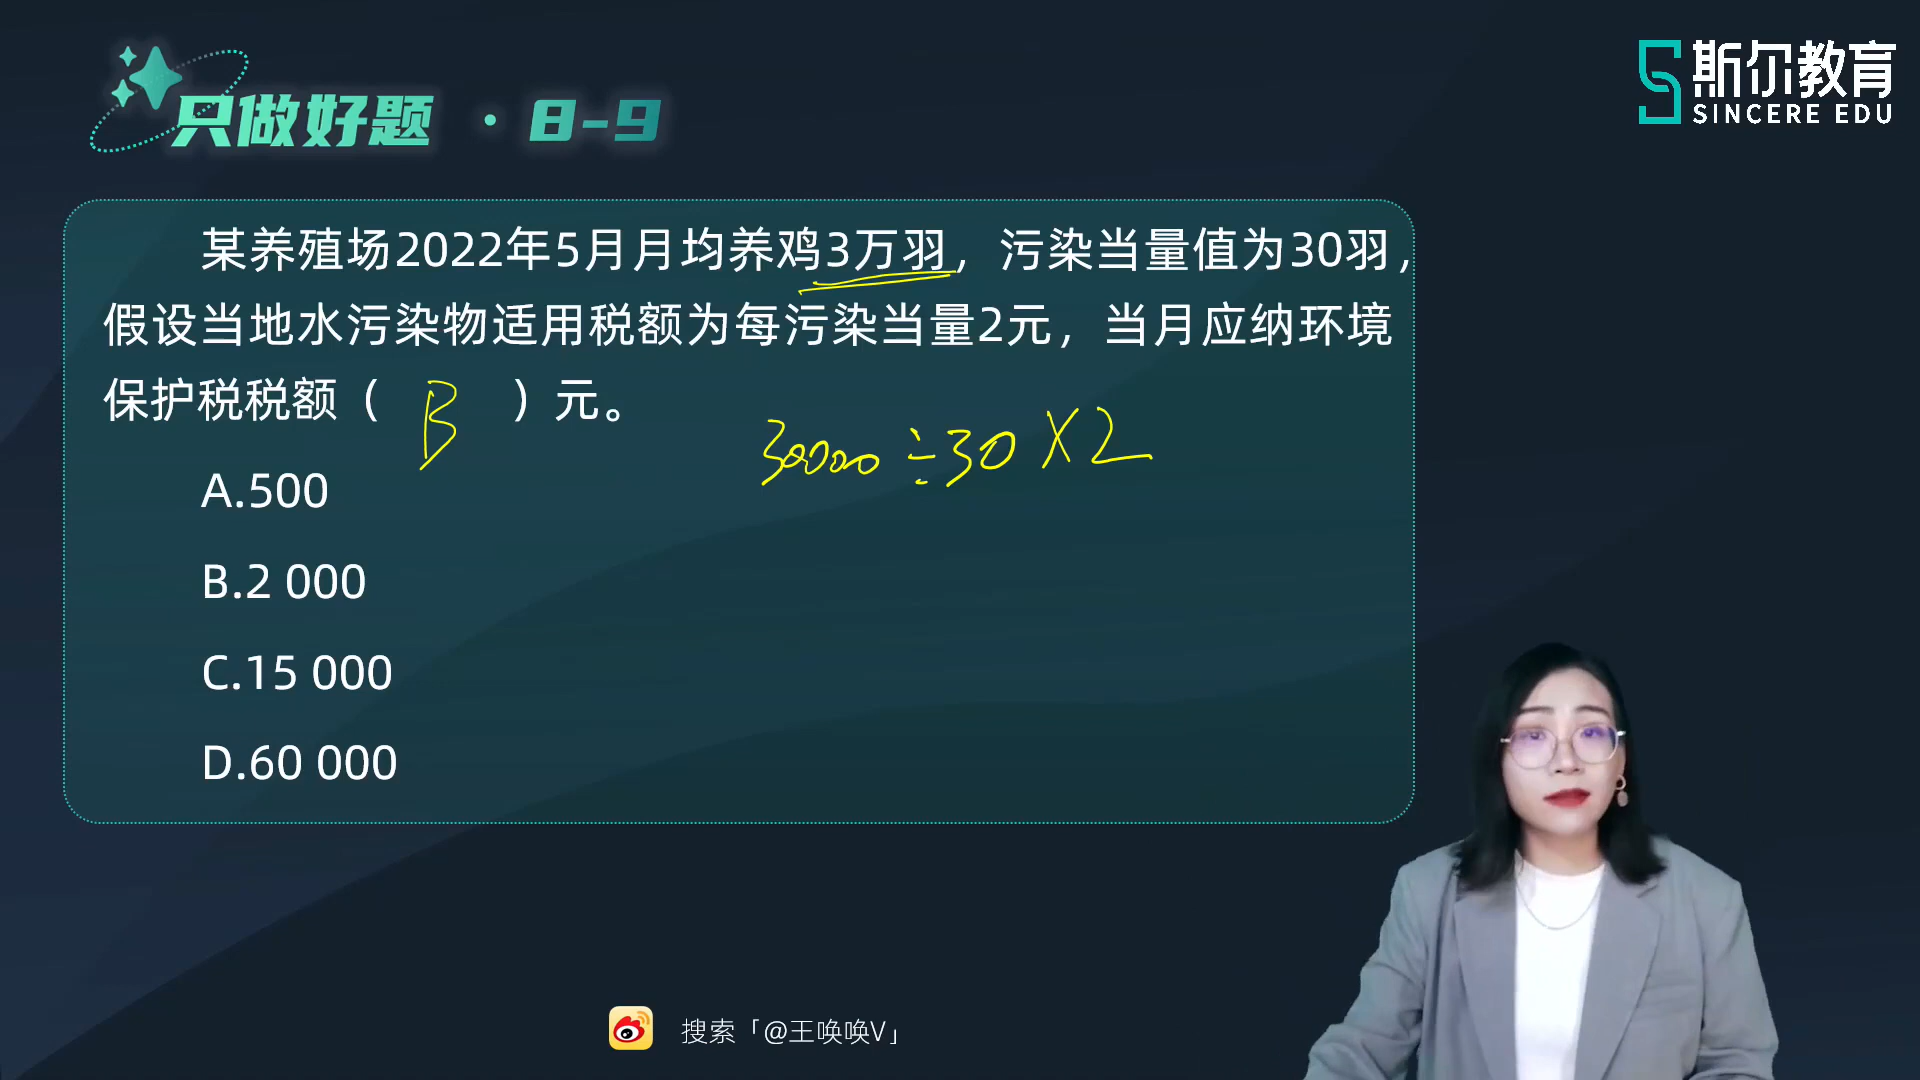 只做好题 · 8-9
斯尔教育
SINCERE EDU
某养殖场2022年5月月均养鸡3万羽，污染当量值为30羽，
假设当地水污染物适用税额为每污染当量2元，当月应纳环境
保护税税额（ B ）元。
30000÷30×2
A.500
B.2 000
C.15 000
D.60 000
搜索「@王唤唤V」